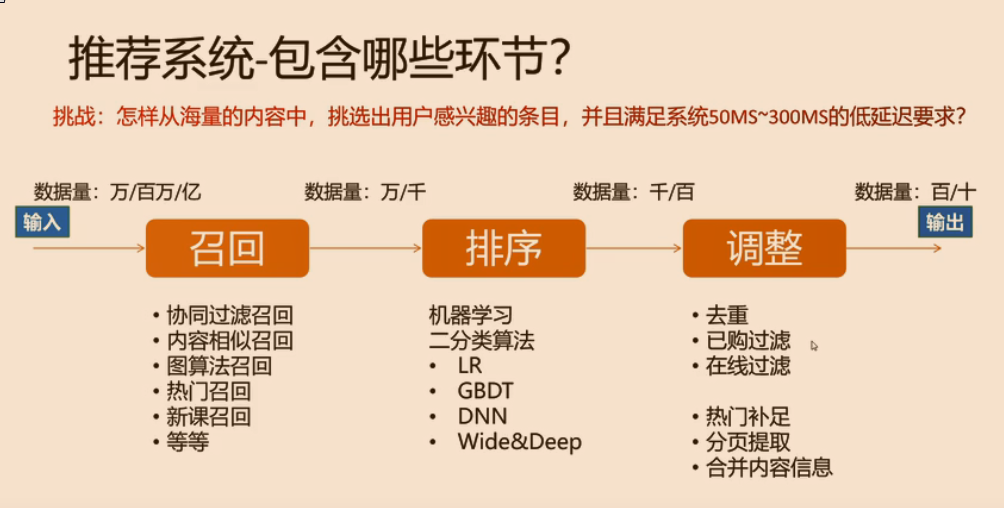 推荐系统-包含哪些环节？
挑战：怎样从海量的内容中，挑选出用户感兴趣的条目，并且满足系统50MS~300MS的低延迟要求？
数据量：万/百万/亿
数据量：万/千
数据量：千/百
数据量：百/十
输入
召回
排序
调整
输出
• 协同过滤召回
• 内容相似召回
• 图算法召回
• 热门召回
• 新课召回
• 等等
机器学习
二分类算法
• LR
• GBDT
• DNN
• Wide&Deep
• 去重
• 已购过滤
• 在线过滤
• 热门补足
• 分页提取
• 合并内容信息